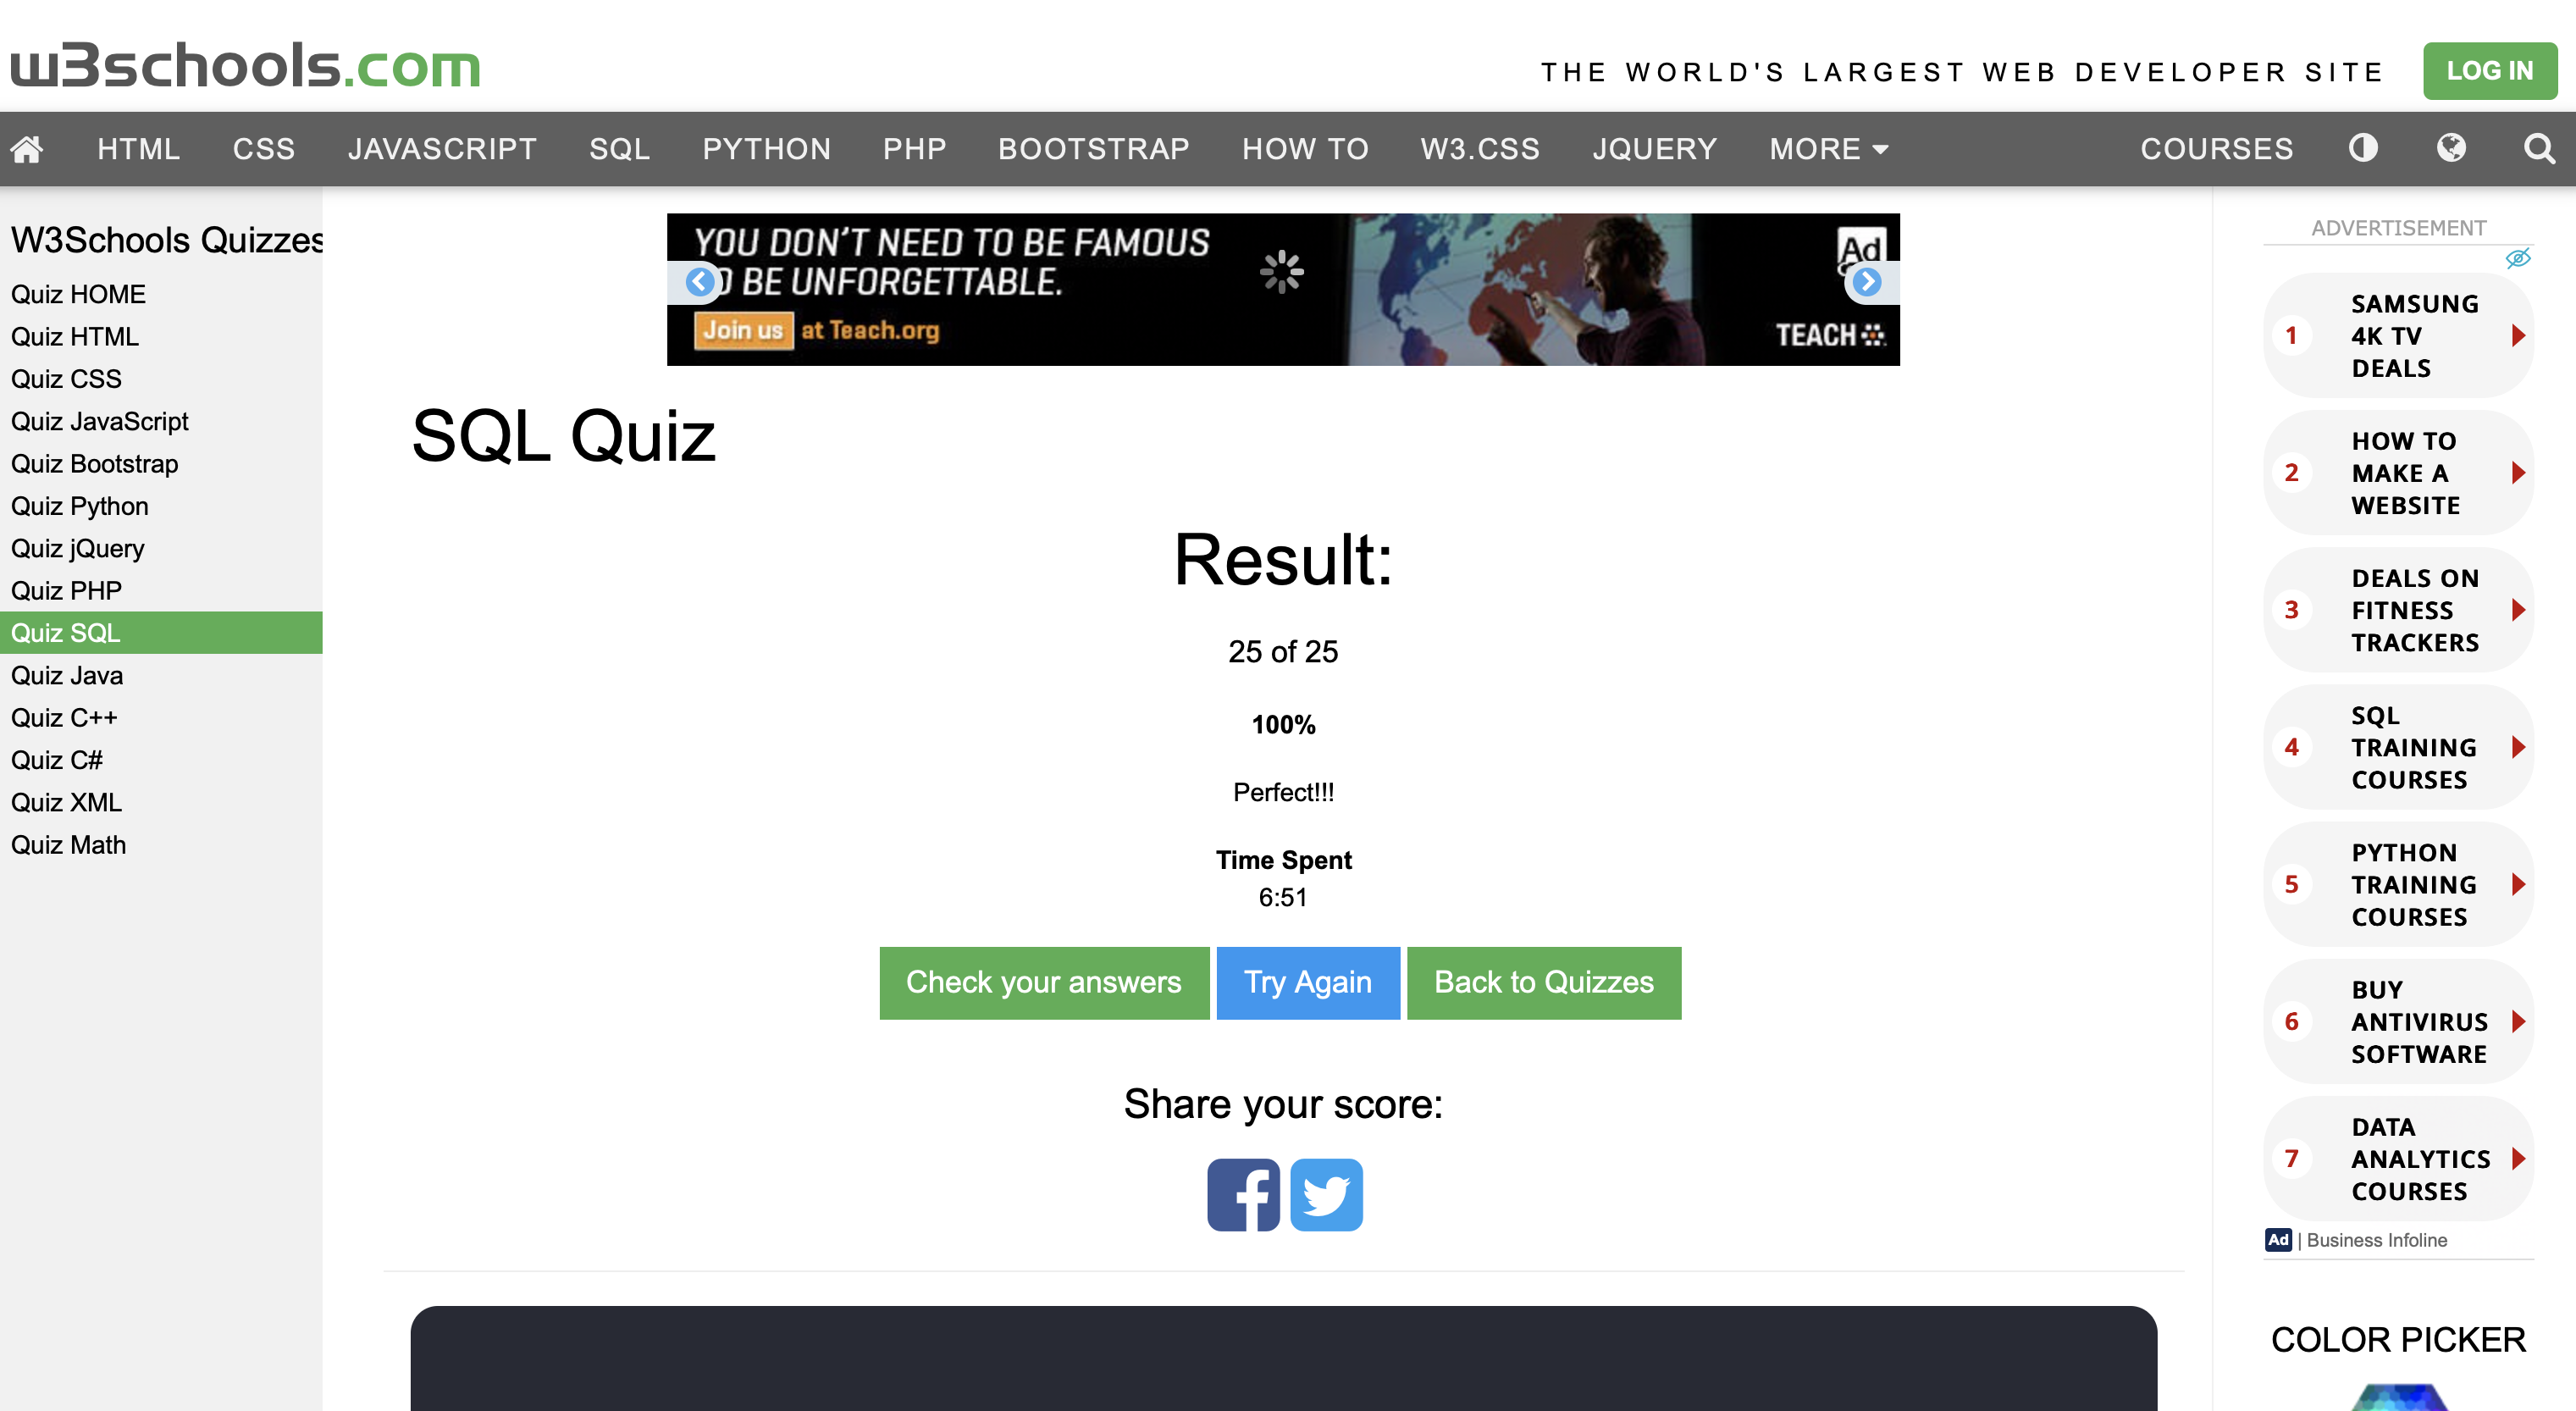 w3schools.com
THE WORLD'S LARGEST WEB DEVELOPER SITE
LOG IN
HTML CSS JAVASCRIPT SQL PYTHON PHP BOOTSTRAP HOW TO W3.CSS JQUERY MORE COURSES
W3Schools Quizzes
Quiz HOME
Quiz HTML
Quiz CSS
Quiz JavaScript
Quiz Bootstrap
Quiz Python
Quiz jQuery
Quiz PHP
Quiz SQL
Quiz Java
Quiz C++
Quiz C#
Quiz XML
Quiz Math
YOU DON'T NEED TO BE FAMOUS
BE UNFORGETTABLE.
Join us at Teach.org
Ad
TEACH
SQL Quiz
Result:
25 of 25
100%
Perfect!!!
Time Spent
6:51
Check your answers
Try Again
Back to Quizzes
Share your score:
ADVERTISEMENT
1
SAMSUNG
4K TV
DEALS
2
HOW TO
MAKE A
WEBSITE
3
DEALS ON
FITNESS
TRACKERS
4
SQL
TRAINING
COURSES
5
PYTHON
TRAINING
COURSES
6
BUY
ANTIVIRUS
SOFTWARE
7
DATA
ANALYTICS
COURSES
Ad | Business Infoline
COLOR PICKER